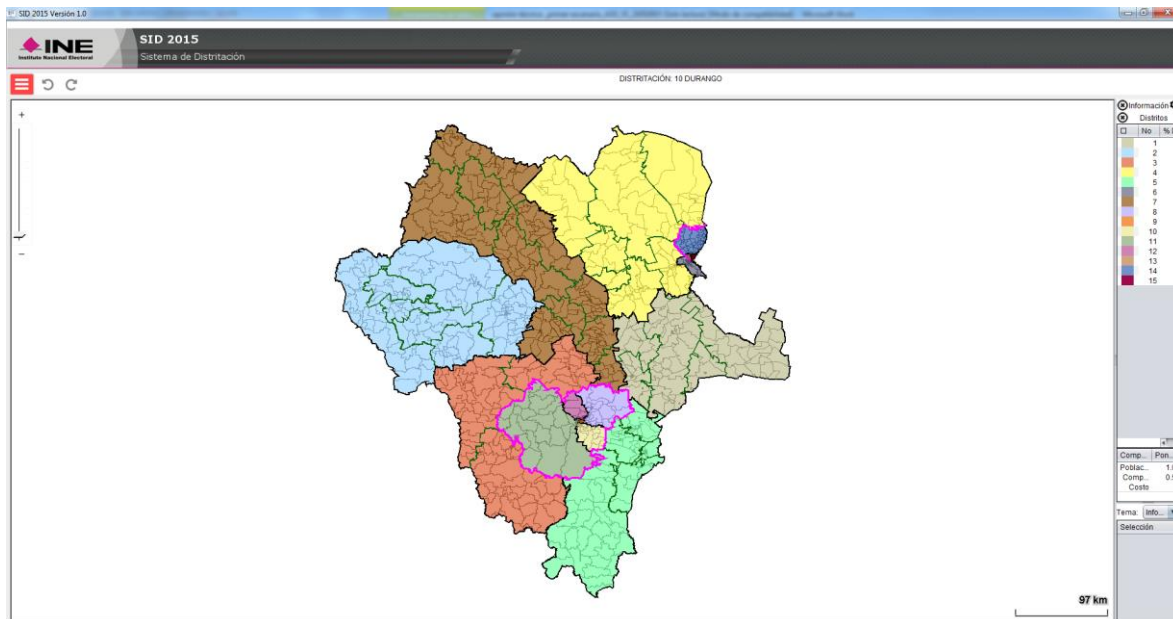 SID 2015 Versión 1.0
INE
Instituto Nacional Electoral
SID 2015
Sistema de Distritación
DISTRITACIÓN: 10 DURANGO
+
−
Información
Distritos
No % 
1
2
3
4
5
6
7
8
9
10
11
12
13
14
15
Comp... Pon...
Poblac... 1.
Comp... 0.
Costo
Tema: Info...
Selección
97 km